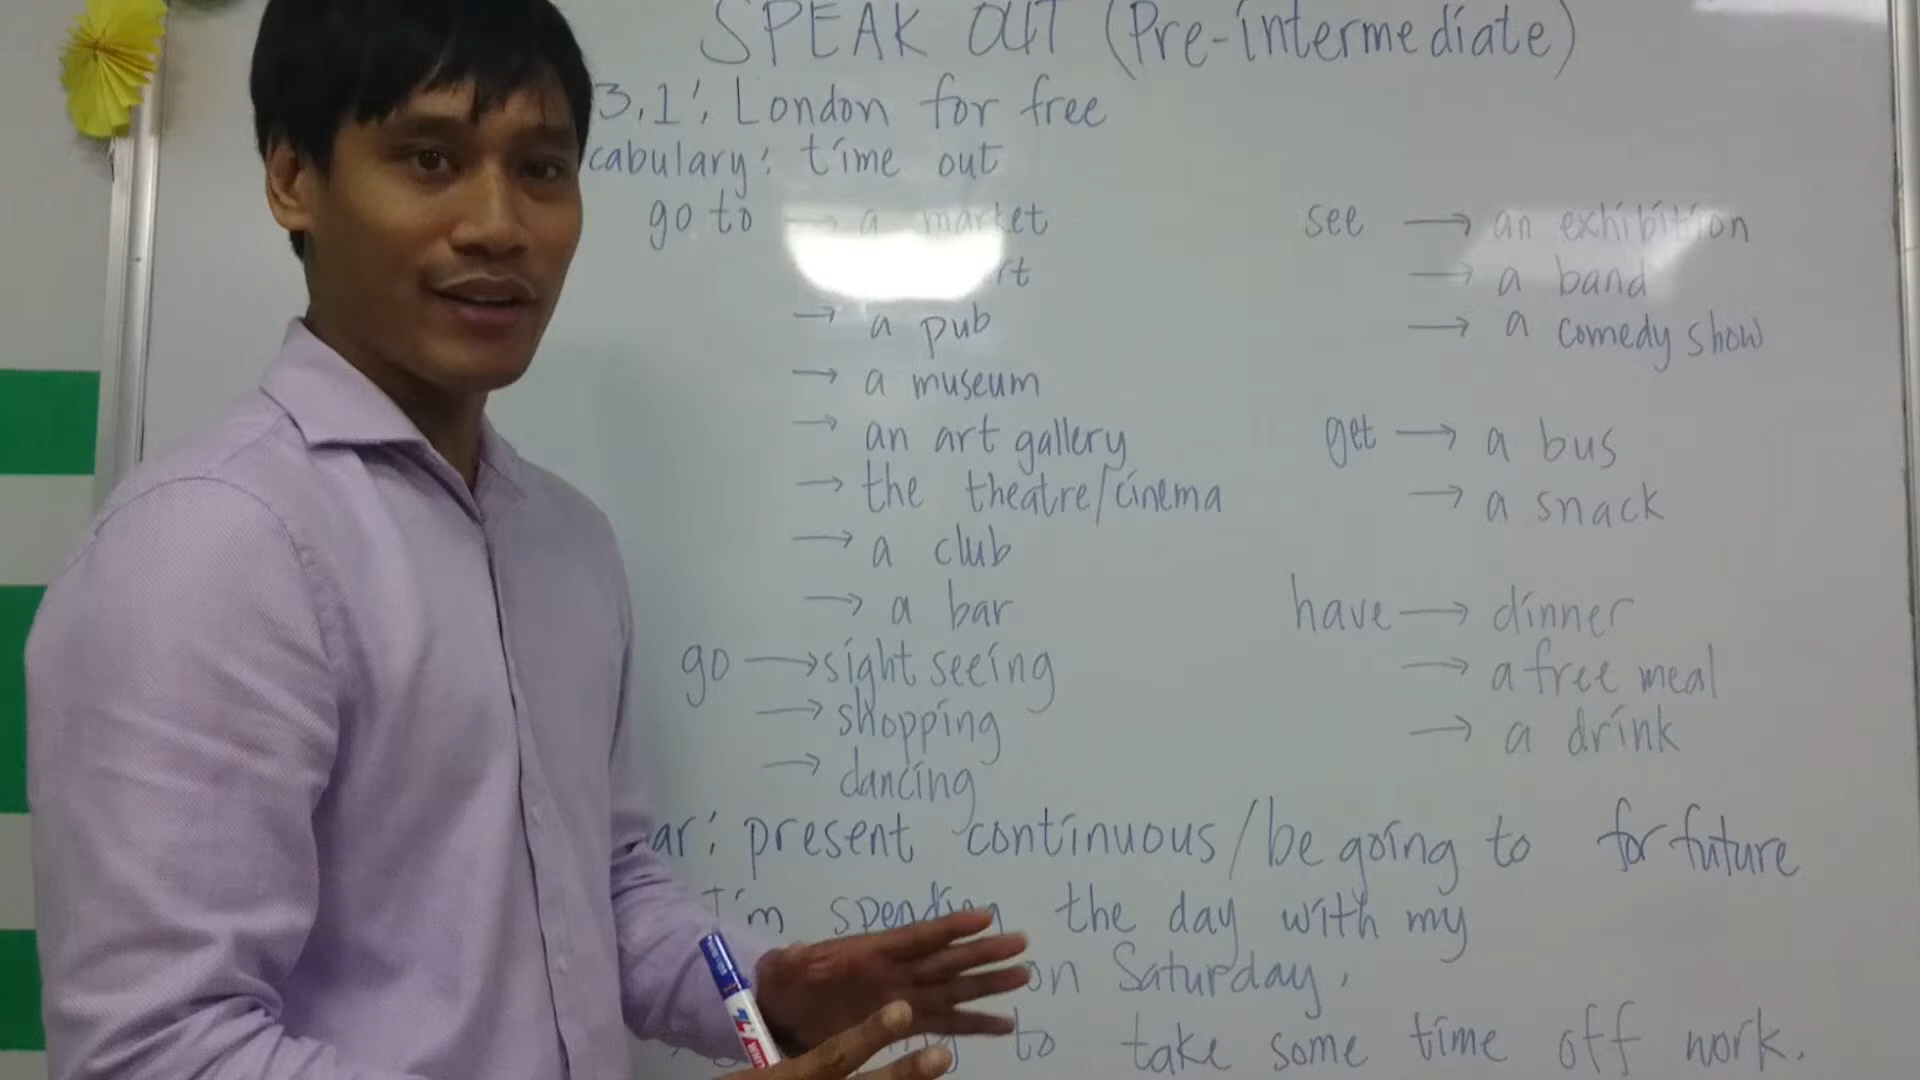 SPEAK OUT (Pre-intermediate)
3.1: London for free
cabulary: time out
go to → a market
rt
→ a pub
→ a museum
→ an art gallery
→ the theatre/cinema
→ a club
→ a bar
go → sight seeing
→ shopping
→ dancing
see → an exhibition
→ a band
→ a comedy show
get → a bus
→ a snack
have → dinner
→ a free meal
→ a drink
ar: present continuous/be going to for future
I'm spending the day with my
on Saturday.
to take some time off work.